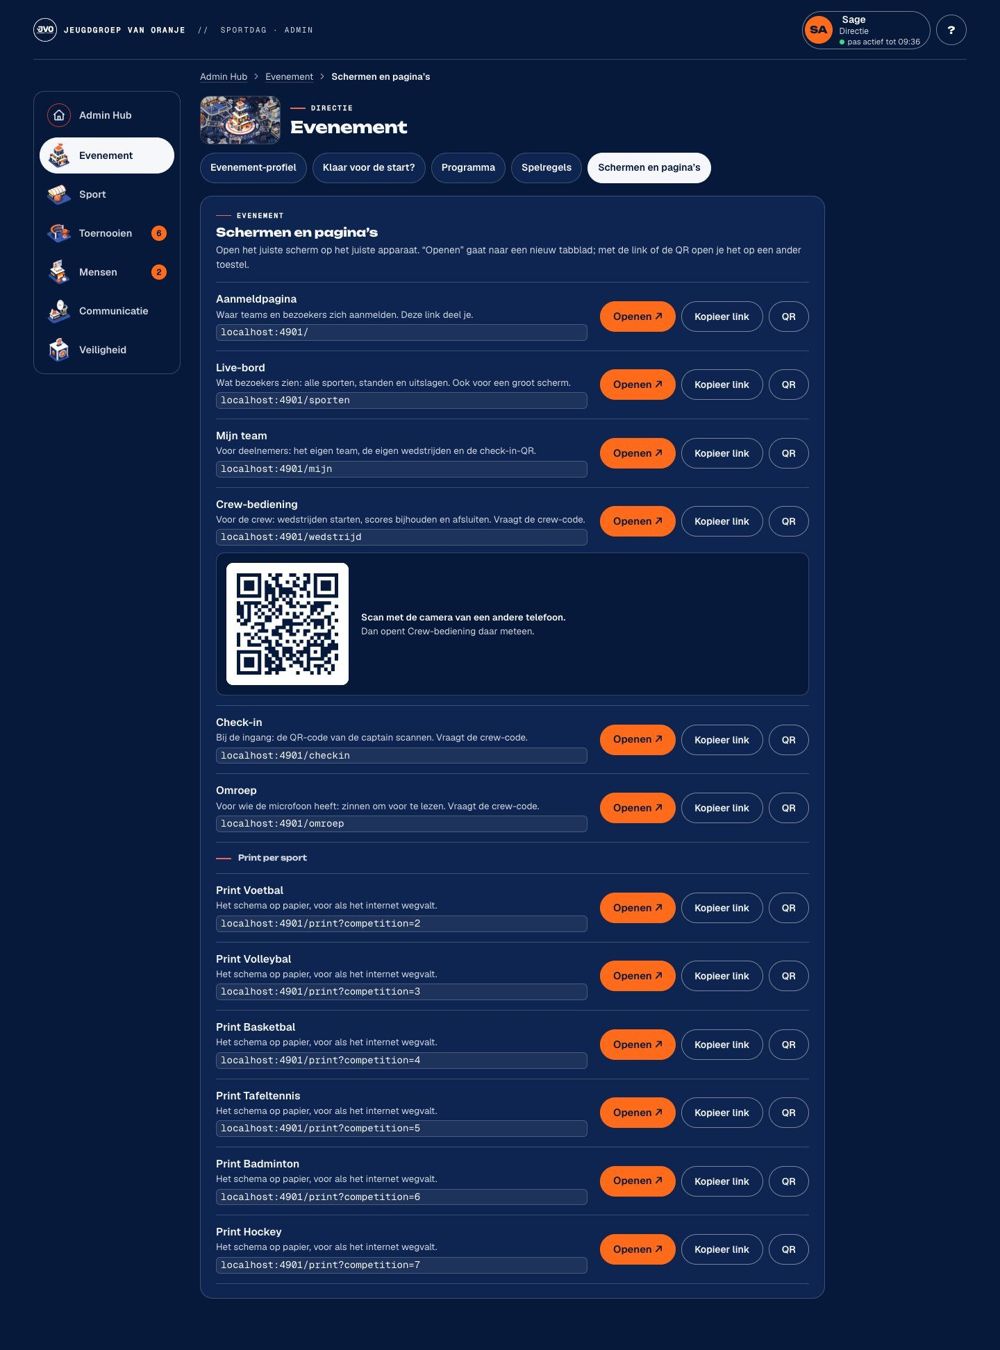 JVO JEUGDGROEP VAN ORANJE // SPORTDAG · ADMIN
SA
Sage
Directie
pas actief tot 09:36
?
Admin Hub > Evenement > Schermen en pagina's
Admin Hub
Evenement
Sport
Toernooien 6
Mensen 2
Communicatie
Veiligheid
DIRECTIE
Evenement
Evenement-profiel
Klaar voor de start?
Programma
Spelregels
Schermen en pagina's
EVENEMENT
Schermen en pagina's
Open het juiste scherm op het juiste apparaat. "Openen" gaat naar een nieuw tabblad; met de link of de QR open je het op een ander
toestel.
Aanmeldpagina
Waar teams en bezoekers zich aanmelden. Deze link deel je.
localhost:4901/
Openen ↗ Kopieer link QR
Live-bord
Wat bezoekers zien: alle sporten, standen en uitslagen. Ook voor een groot scherm.
localhost:4901/sporten
Openen ↗ Kopieer link QR
Mijn team
Voor deelnemers: het eigen team, de eigen wedstrijden en de check-in-QR.
localhost:4901/mijn
Openen ↗ Kopieer link QR
Crew-bediening
Voor de crew: wedstrijden starten, scores bijhouden en afsluiten. Vraagt de crew-code.
localhost:4901/wedstrijd
Openen ↗ Kopieer link QR
Scan met de camera van een andere telefoon.
Dan opent Crew-bediening daar meteen.
Check-in
Bij de ingang: de QR-code van de captain scannen. Vraagt de crew-code.
localhost:4901/checkin
Openen ↗ Kopieer link QR
Omroep
Voor wie de microfoon heeft: zinnen om voor te lezen. Vraagt de crew-code.
localhost:4901/omroep
Openen ↗ Kopieer link QR
Print per sport
Print Voetbal
Het schema op papier, voor als het internet wegvalt.
localhost:4901/print?competition=2
Openen ↗ Kopieer link QR
Print Volleybal
Het schema op papier, voor als het internet wegvalt.
localhost:4901/print?competition=3
Openen ↗ Kopieer link QR
Print Basketbal
Het schema op papier, voor als het internet wegvalt.
localhost:4901/print?competition=4
Openen ↗ Kopieer link QR
Print Tafeltennis
Het schema op papier, voor als het internet wegvalt.
localhost:4901/print?competition=5
Openen ↗ Kopieer link QR
Print Badminton
Het schema op papier, voor als het internet wegvalt.
localhost:4901/print?competition=6
Openen ↗ Kopieer link QR
Print Hockey
Het schema op papier, voor als het internet wegvalt.
localhost:4901/print?competition=7
Openen ↗ Kopieer link QR